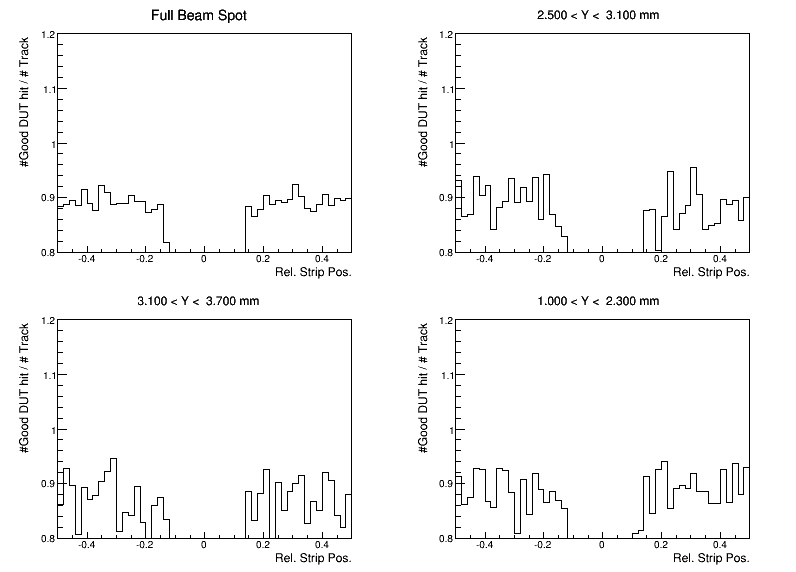 Full Beam Spot
#Good DUT hit / # Track
1.2
1.1
1
0.9
0.8
-0.4 -0.2 0 0.2 0.4
Rel. Strip Pos.
2.500 < Y < 3.100 mm
#Good DUT hit / # Track
1.2
1.1
1
0.9
0.8
-0.4 -0.2 0 0.2 0.4
Rel. Strip Pos.
3.100 < Y < 3.700 mm
#Good DUT hit / # Track
1.2
1.1
1
0.9
0.8
-0.4 -0.2 0 0.2 0.4
Rel. Strip Pos.
1.000 < Y < 2.300 mm
#Good DUT hit / # Track
1.2
1.1
1
0.9
0.8
-0.4 -0.2 0 0.2 0.4
Rel. Strip Pos.